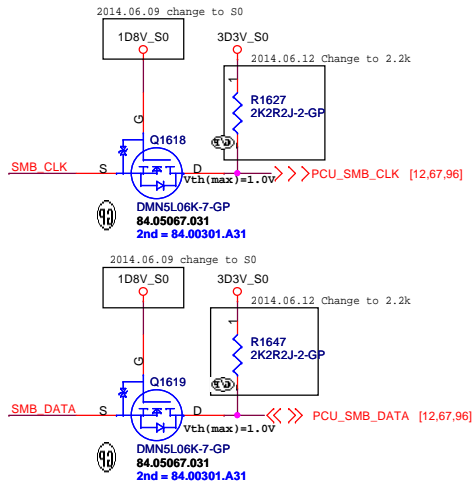 2014.06.09 change to S0
1D8V_S0
3D3V_S0
2014.06.12 Change to 2.2k
1
R1627
2K2R2J-2-GP
G
Q1618
SMB_CLK
S
D
PCU_SMB_CLK [12,67,96]
Vth(max)=1.0V
DMN5L06K-7-GP
84.05067.031
2nd = 84.00301.A31
2014.06.09 change to S0
1D8V_S0
3D3V_S0
2014.06.12 Change to 2.2k
1
R1647
2K2R2J-2-GP
G
Q1619
SMB_DATA
S
D
PCU_SMB_DATA [12,67,96]
Vth(max)=1.0V
DMN5L06K-7-GP
84.05067.031
2nd = 84.00301.A31